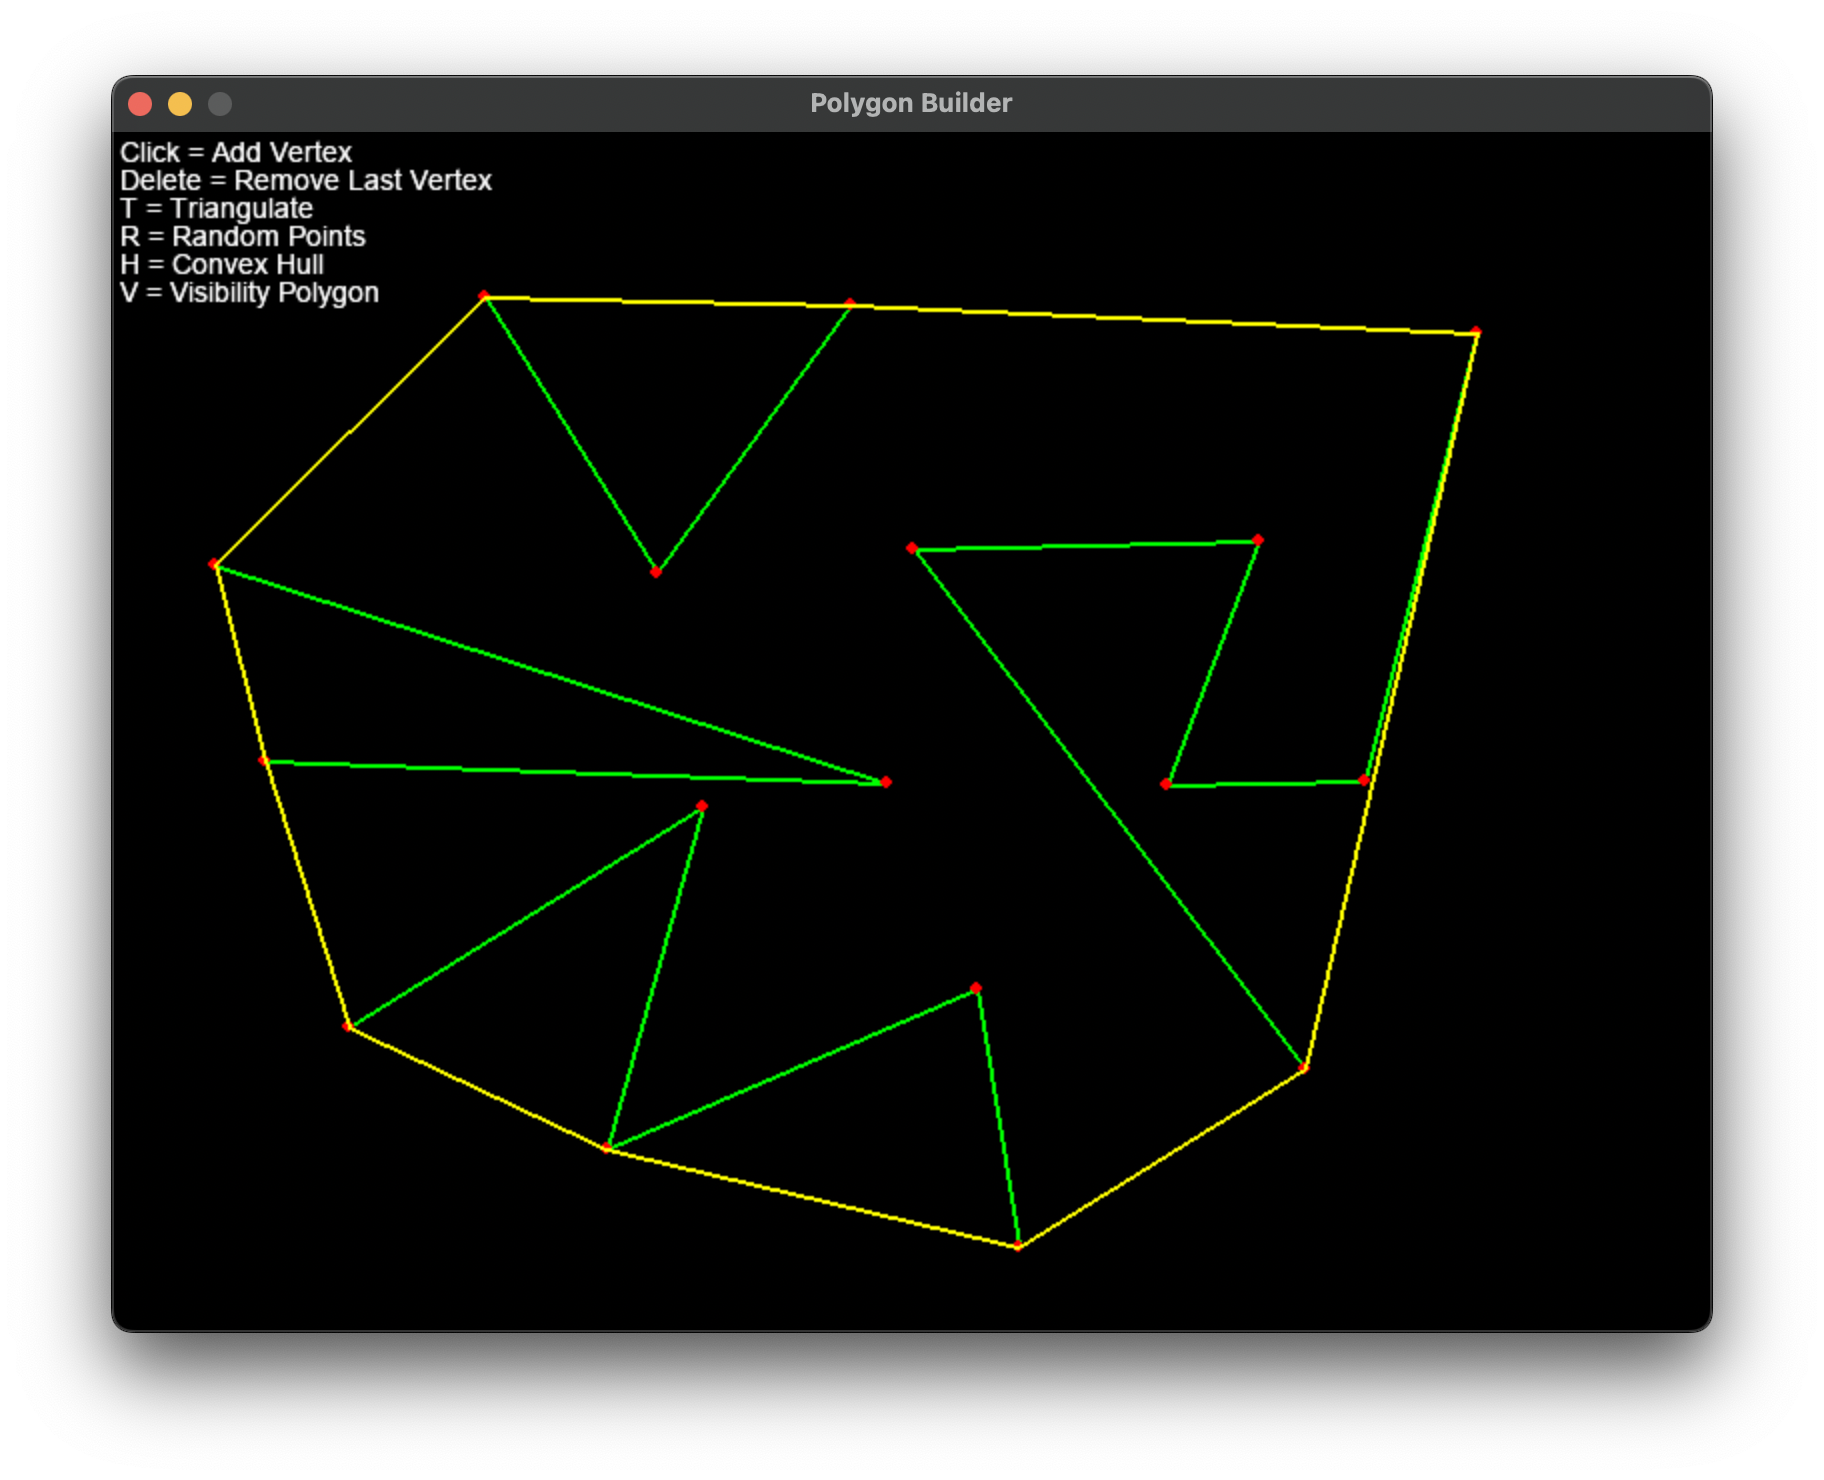 Polygon Builder
Click = Add Vertex
Delete = Remove Last Vertex
T = Triangulate
R = Random Points
H = Convex Hull
V = Visibility Polygon